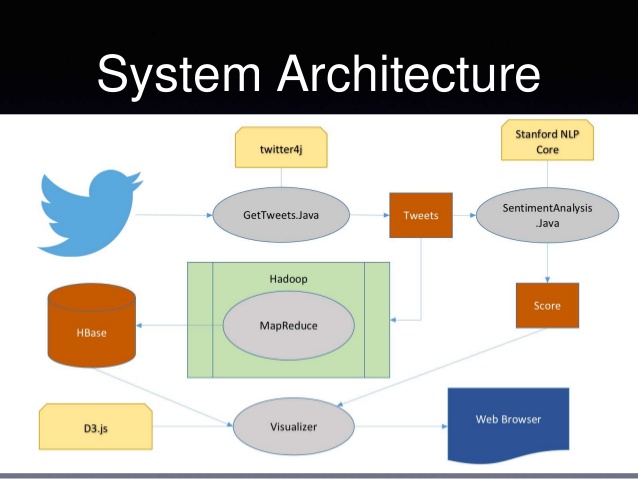 System Architecture
twitter4j
Stanford NLP
Core
GetTweets.Java
Tweets
SentimentAnalysis
.Java
Hadoop
MapReduce
HBase
Score
D3.js
Visualizer
Web Browser